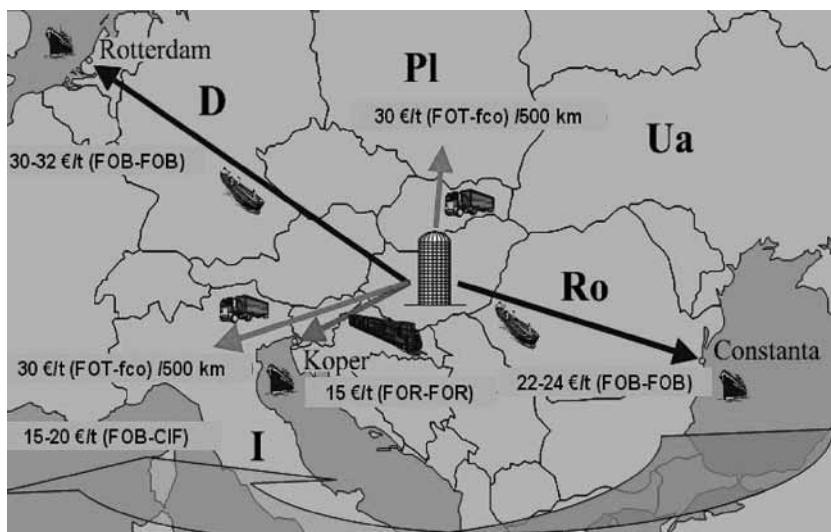 Rotterdam
Pl
D
30 €/t (FOT-fco) /500 km
Ua
30-32 €/t (FOB-FOB)
Ro
Koper
Constanta
30 €/t (FOT-fco) /500 km
15 €/t (FOR-FOR)
22-24 €/t (FOB-FOB)
15-20 €/t (FOB-CIF)
I